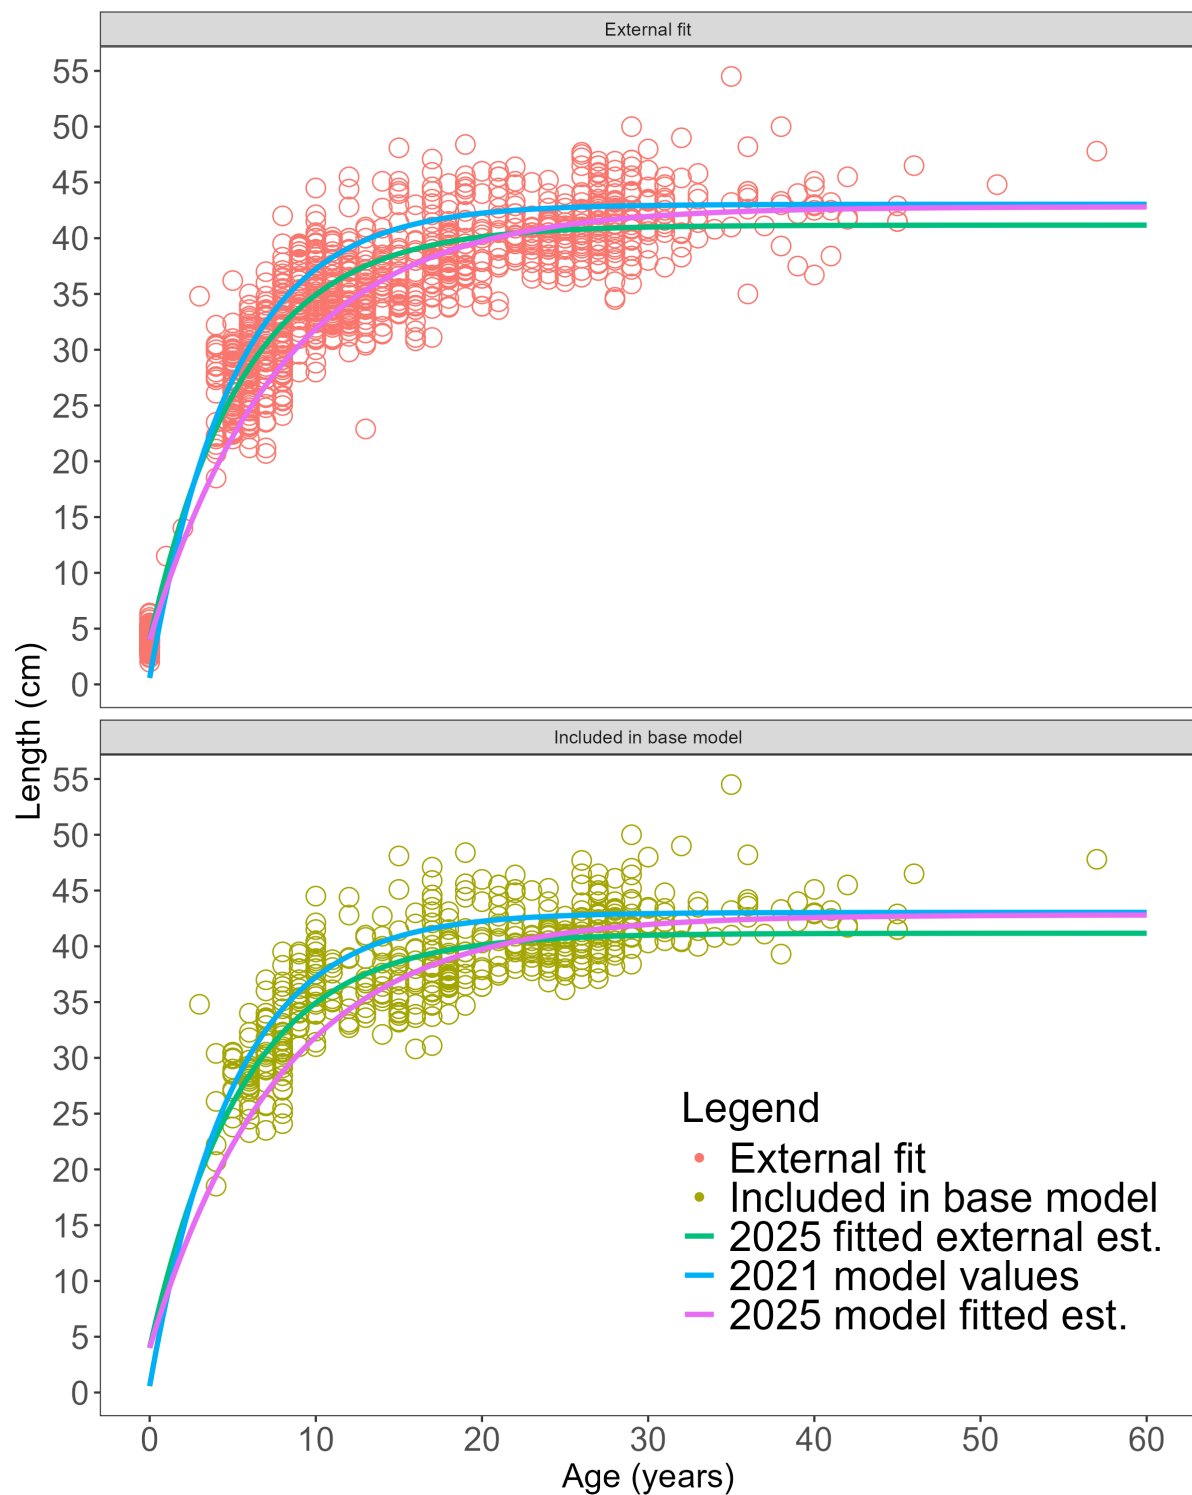 External fit
55
50
45
40
35
30
25
20
15
10
5
0
Length (cm)
Included in base model
55
50
45
40
35
30
25
20
15
10
5
0
Legend
External fit
Included in base model
2025 fitted external est.
2021 model values
2025 model fitted est.
0 10 20 30 40 50 60
Age (years)